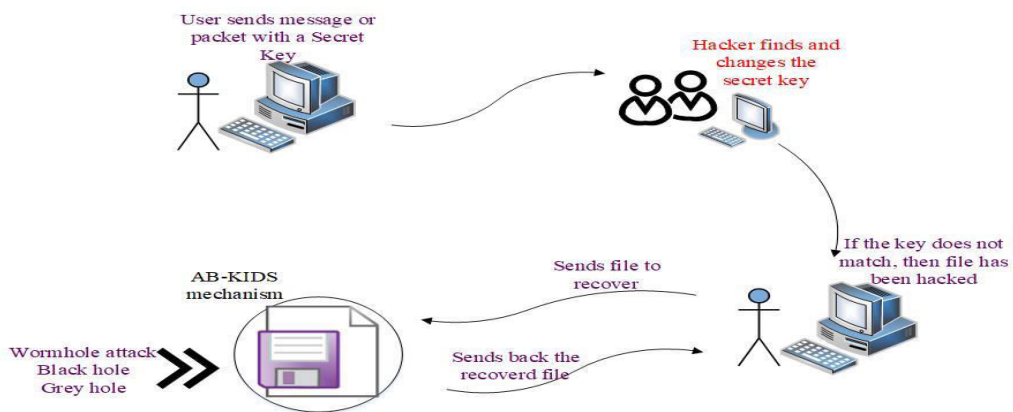 User sends message or
packet with a Secret
Key
Hacker finds and
changes the
secret key
If the key does not
match, then file has
been hacked
Sends file to
recover
AB-KIDS
mechanism
Wormhole attack
Black hole
Grey hole
Sends back the
recoverd file